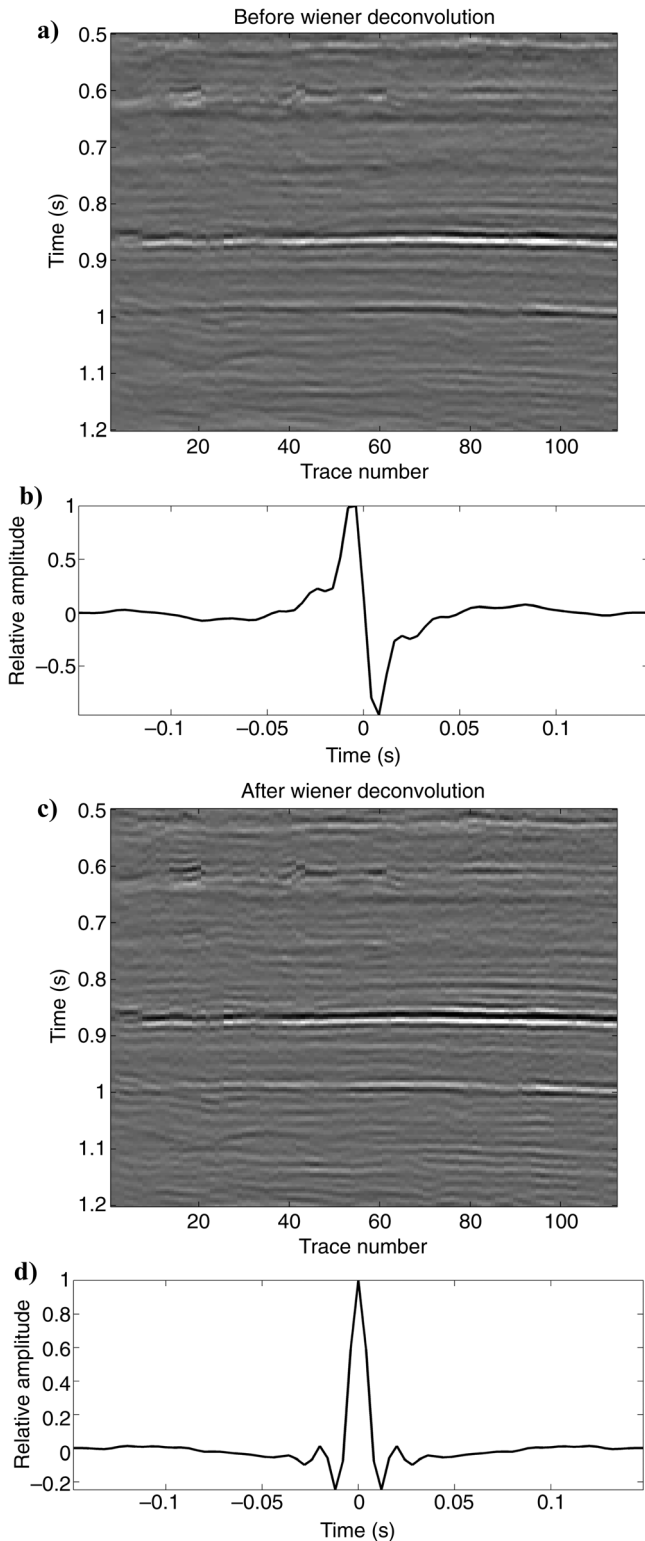 a)
Before wiener deconvolution
0.5
0.6
0.7
0.8
0.9
1
1.1
1.2
Time (s)
20 40 60 80 100
Trace number
b)
1
0.5
0
−0.5
Relative amplitude
−0.1 −0.05 0 0.05 0.1
Time (s)
After wiener deconvolution
c)
0.5
0.6
0.7
0.8
0.9
1
1.1
1.2
Time (s)
20 40 60 80 100
Trace number
d)
1
0.8
0.6
0.4
0.2
0
−0.2
Relative amplitude
−0.1 −0.05 0 0.05 0.1
Time (s)